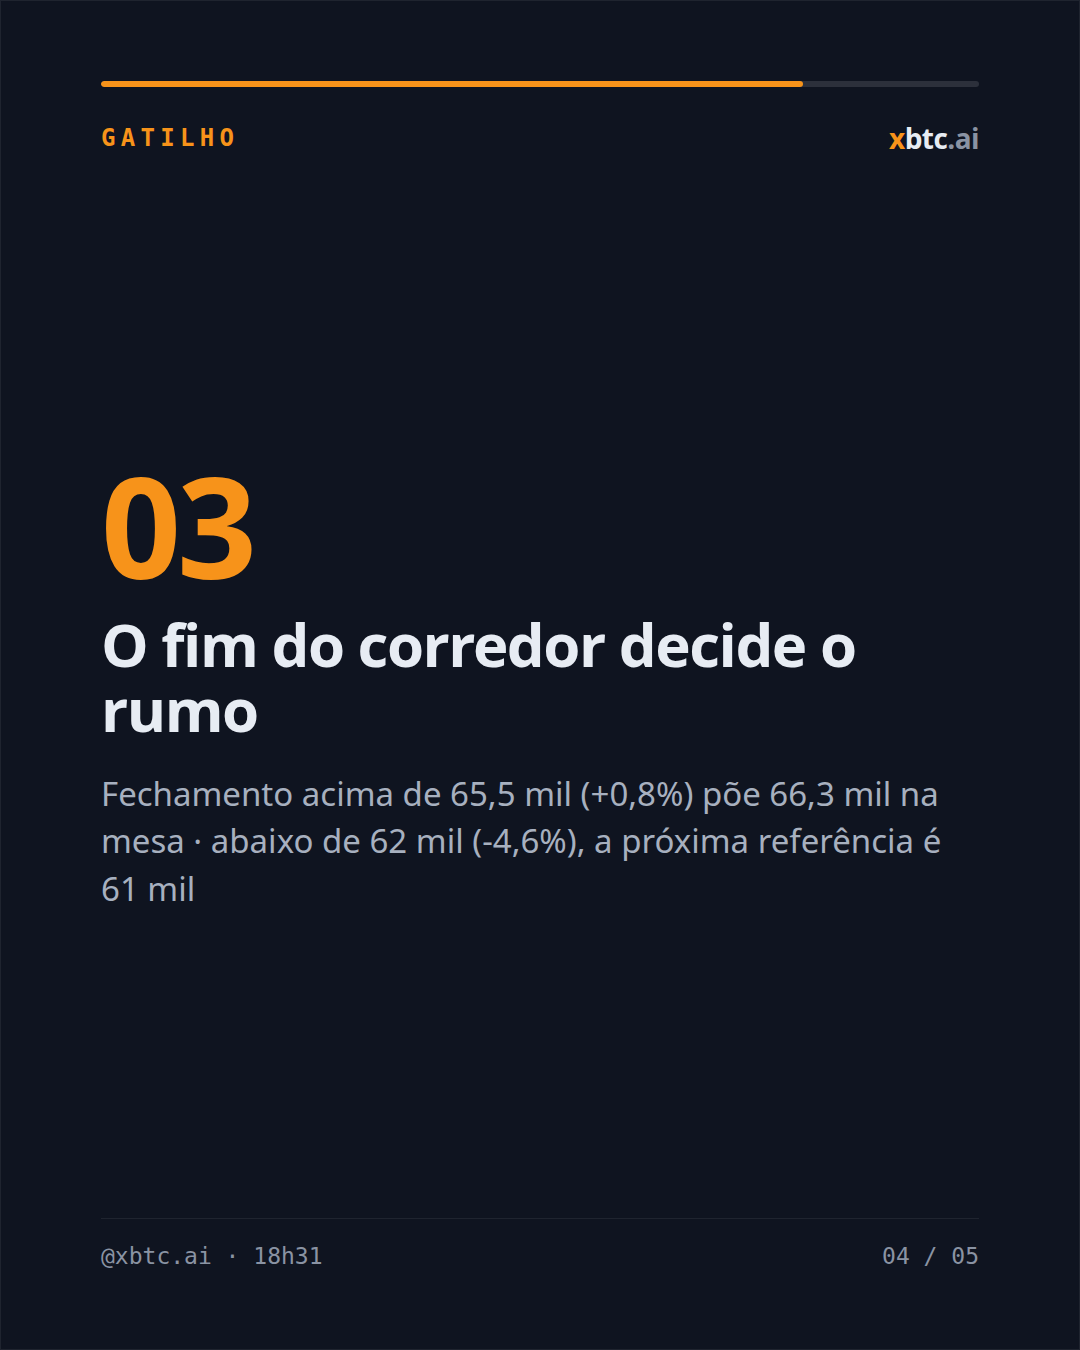 GATILHO
xbtc.ai
03
O fim do corredor decide o
rumo
Fechamento acima de 65,5 mil (+0,8%) põe 66,3 mil na
mesa · abaixo de 62 mil (-4,6%), a próxima referência é
61 mil
@xbtc.ai · 18h31
04 / 05